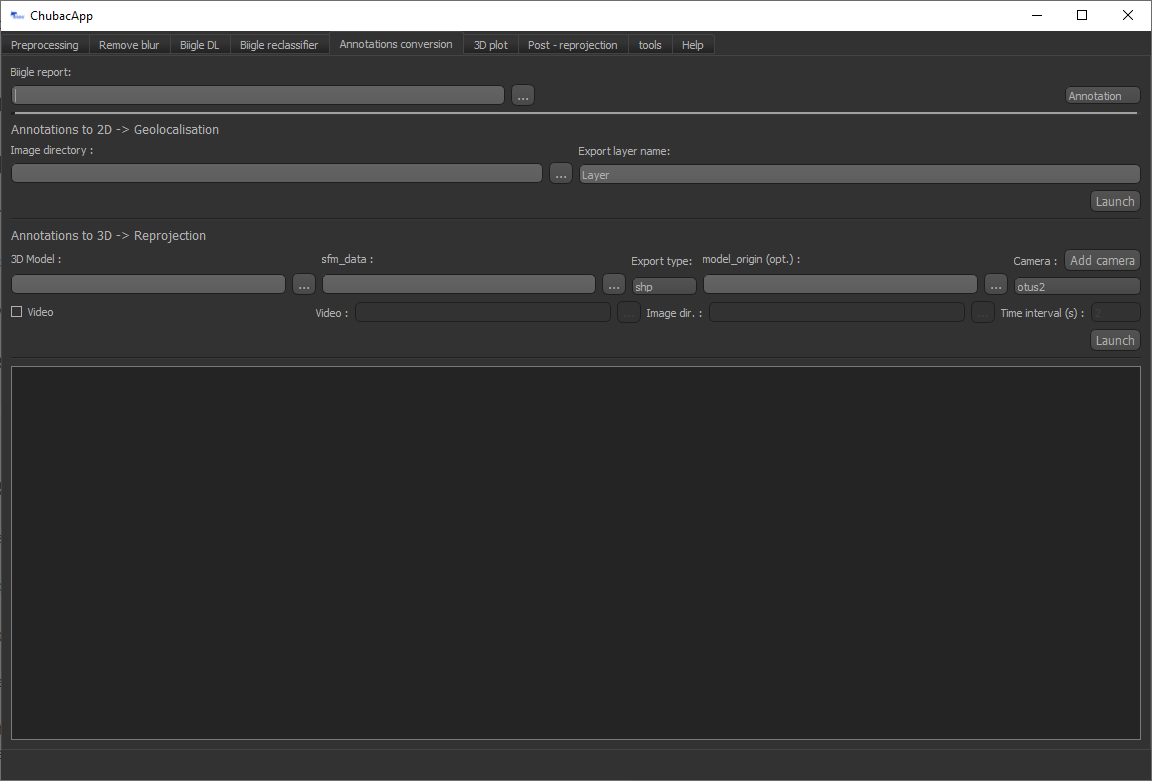 ChubacApp
Preprocessing Remove blur Biigle DL Biigle reclassifier Annotations conversion 3D plot Post - reprojection tools Help
Biigle report:
... Annotation
Annotations to 2D -> Geolocalisation
Image directory : Export layer name:
... Layer
Launch
Annotations to 3D -> Reprojection
3D Model : sfm_data : Export type: model_origin (opt.) : Camera : Add camera
... ... shp ... otus2
Video Video : ... Image dir. : ... Time interval (s) : 2
Launch